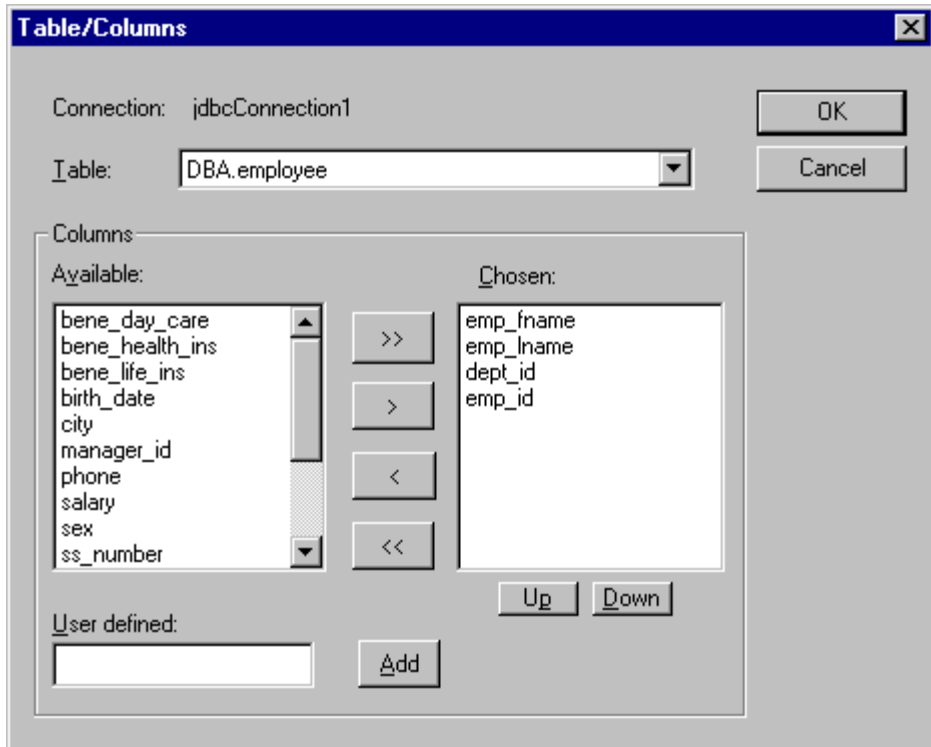 Table/Columns
Connection: jdbcConnection1
OK
Table: DBA.employee
Cancel
Columns
Available:
Chosen:
bene_day_care
bene_health_ins
bene_life_ins
birth_date
city
manager_id
phone
salary
sex
ss_number
>>
>
<
<<
emp_fname
emp_lname
dept_id
emp_id
Up
Down
User defined:
Add